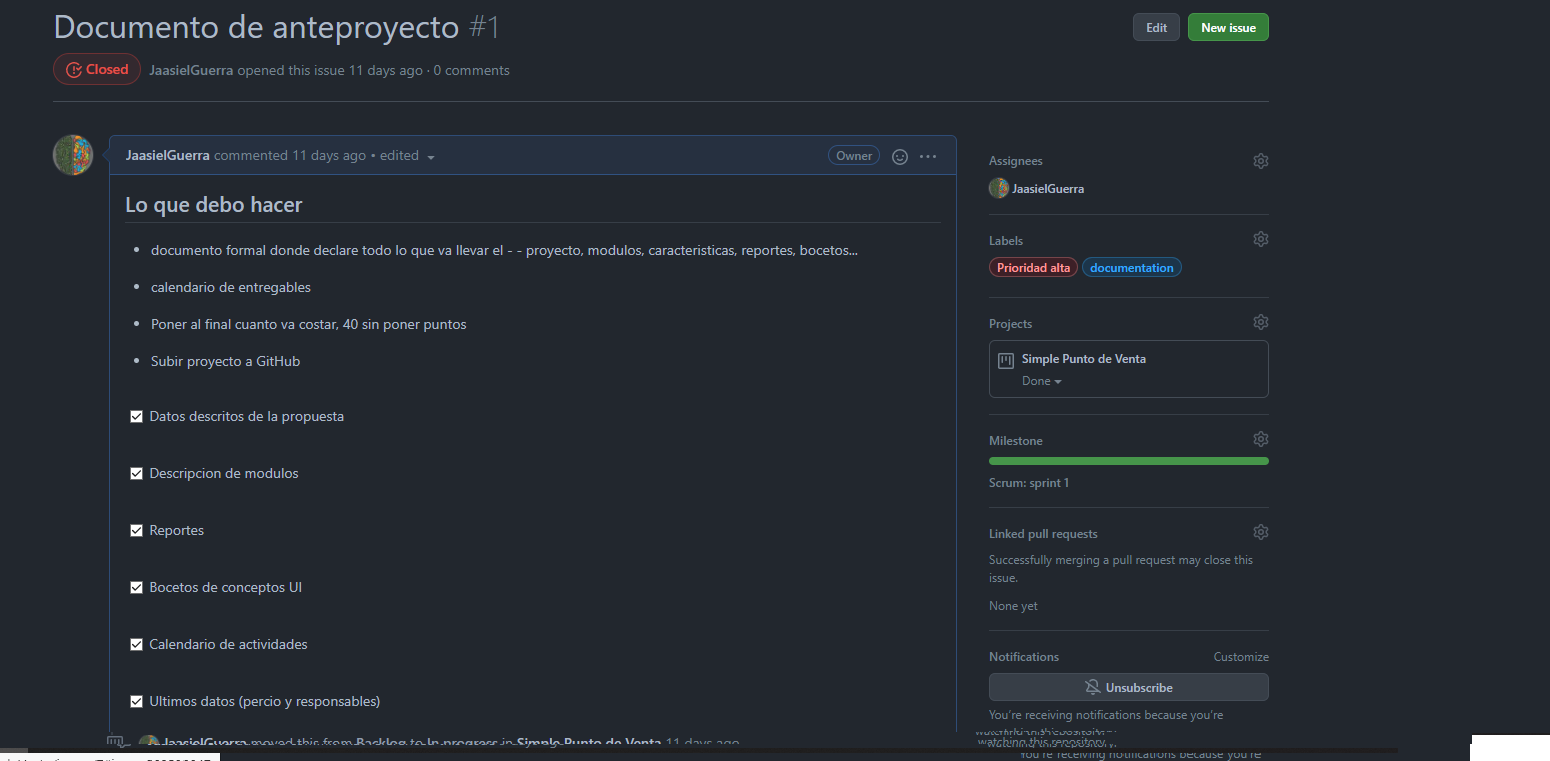 Documento de anteproyecto #1
Edit
New issue
Closed
JaasielGuerra opened this issue 11 days ago · 0 comments
JaasielGuerra commented 11 days ago • edited
Owner
Lo que debo hacer
• documento formal donde declare todo lo que va llevar el - - proyecto, modulos, caracteristicas, reportes, bocetos...
• calendario de entregables
• Poner al final cuanto va costar, 40 sin poner puntos
• Subir proyecto a GitHub
Datos descritos de la propuesta
Descripcion de modulos
Reportes
Bocetos de conceptos UI
Calendario de actividades
Ultimos datos (percio y responsables)
JaasielGuerra moved this from Backlog to In progress in Simple Punto de Venta 11 days ago
Assignees
JaasielGuerra
Labels
Prioridad alta
documentation
Projects
Simple Punto de Venta
Done
Milestone
Scrum: sprint 1
Linked pull requests
Successfully merging a pull request may close this
issue.
None yet
Notifications
Customize
Unsubscribe
You're receiving notifications because you're
watching this repository.
You're receiving notifications because you're